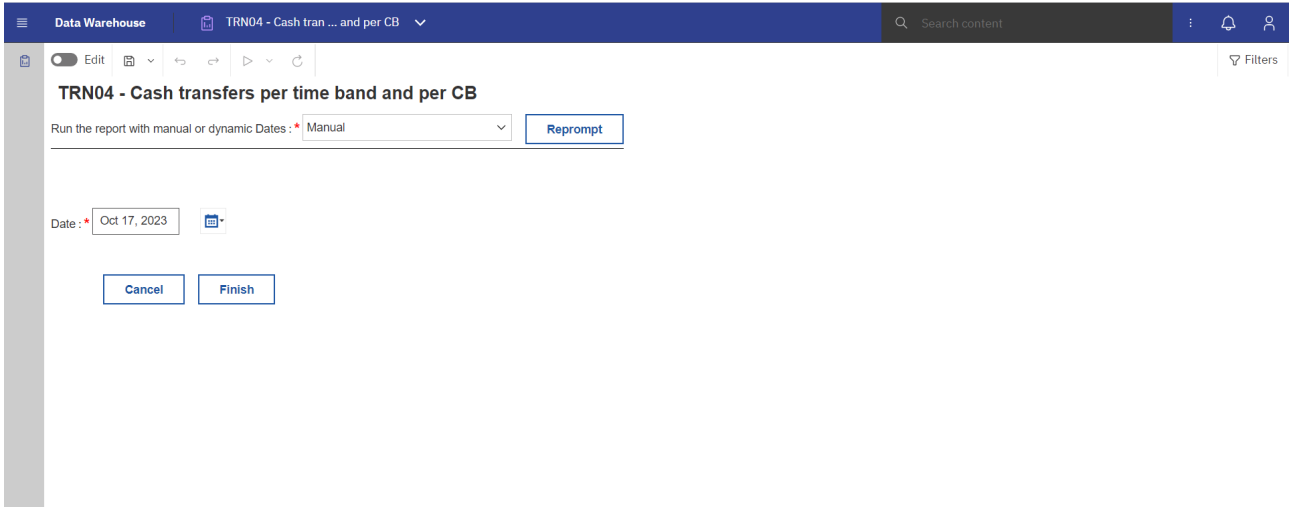 Data Warehouse TRN04 - Cash tran ... and per CB Search content
Edit Filters
TRN04 - Cash transfers per time band and per CB
Run the report with manual or dynamic Dates : * Manual Reprompt
Date : * Oct 17, 2023
Cancel Finish